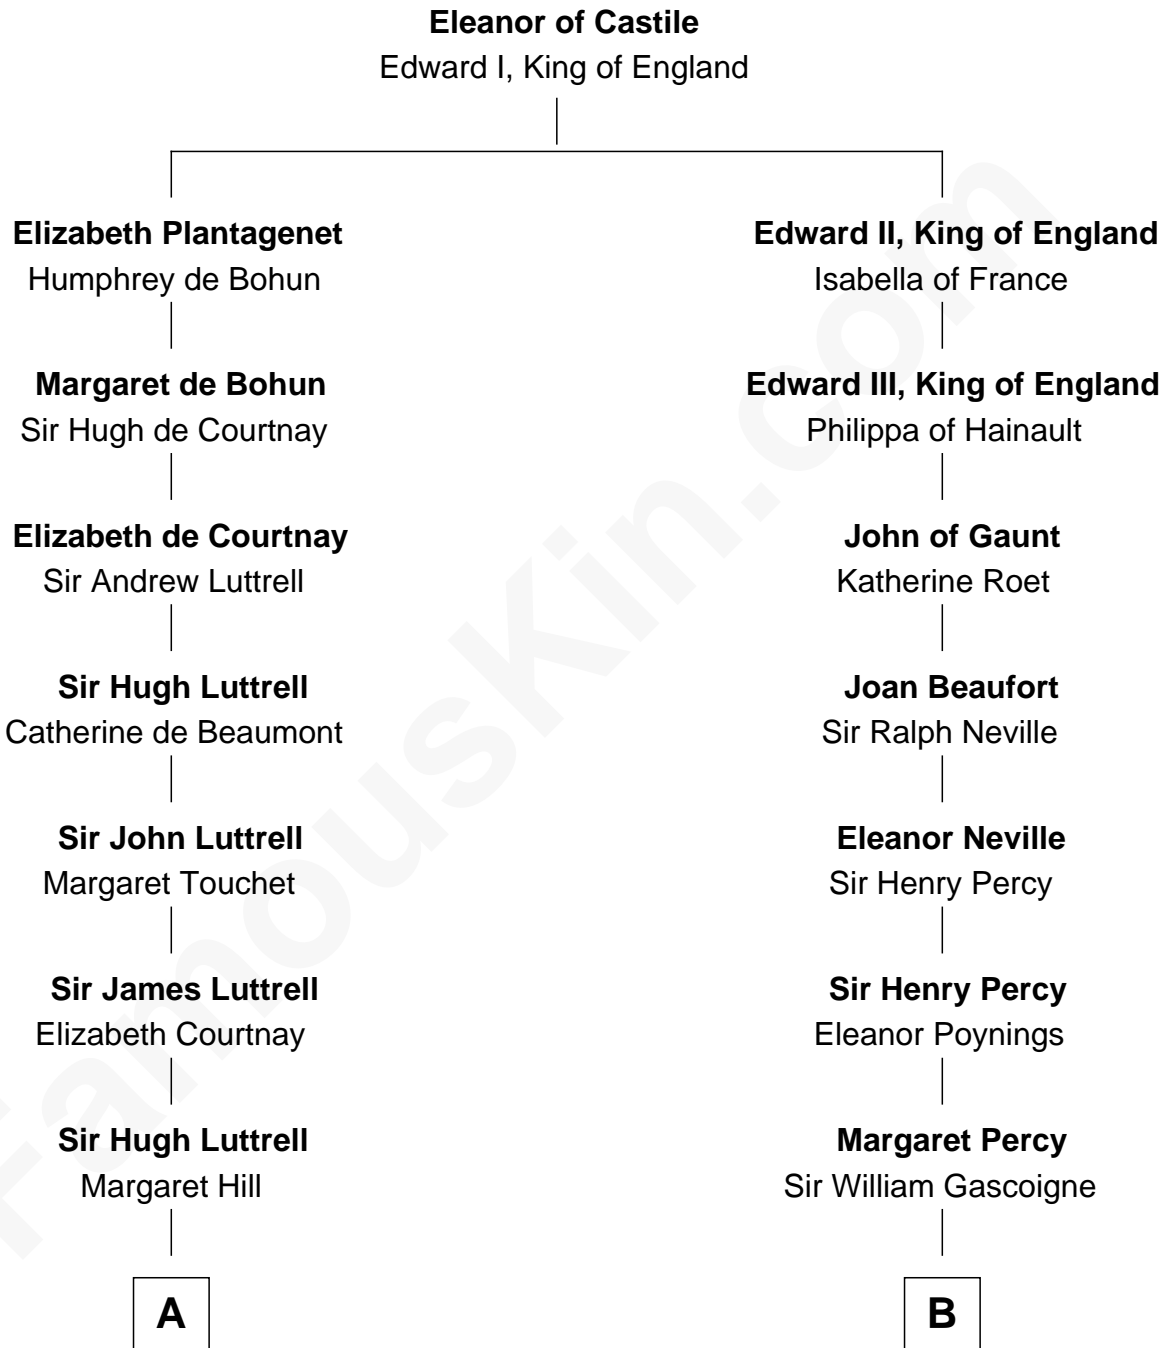 Eleanor of Castile
Edward I, King of England
Elizabeth Plantagenet
Humphrey de Bohun
Edward II, King of England
Isabella of France
Margaret de Bohun
Sir Hugh de Courtnay
Edward III, King of England
Philippa of Hainault
Elizabeth de Courtnay
Sir Andrew Luttrell
John of Gaunt
Katherine Roet
Sir Hugh Luttrell
Catherine de Beaumont
Joan Beaufort
Sir Ralph Neville
Sir John Luttrell
Margaret Touchet
Eleanor Neville
Sir Henry Percy
Sir James Luttrell
Elizabeth Courtnay
Sir Henry Percy
Eleanor Poynings
Sir Hugh Luttrell
Margaret Hill
Margaret Percy
Sir William Gascoigne
A
B
FamousKin.com